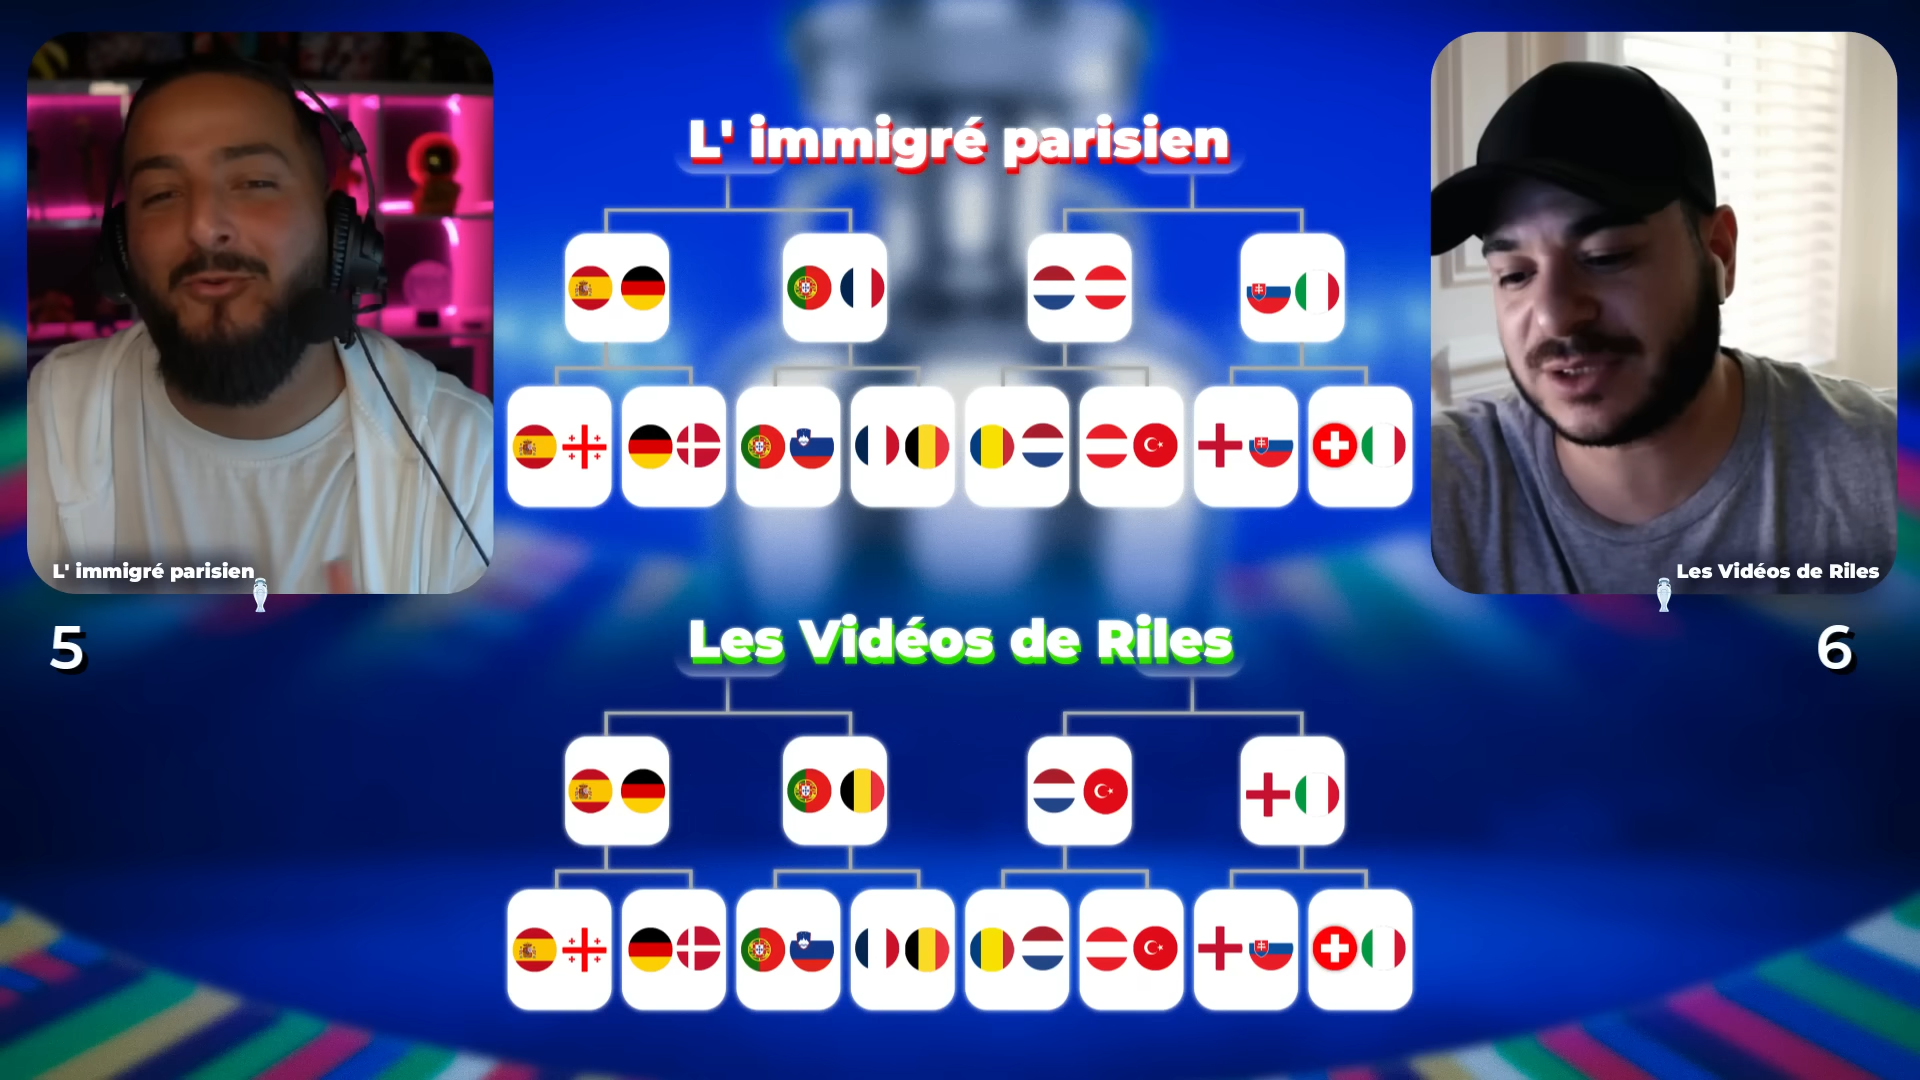 L' immigré parisien
L' immigré parisien
Les Vidéos de Riles
5
6
Les Vidéos de Riles